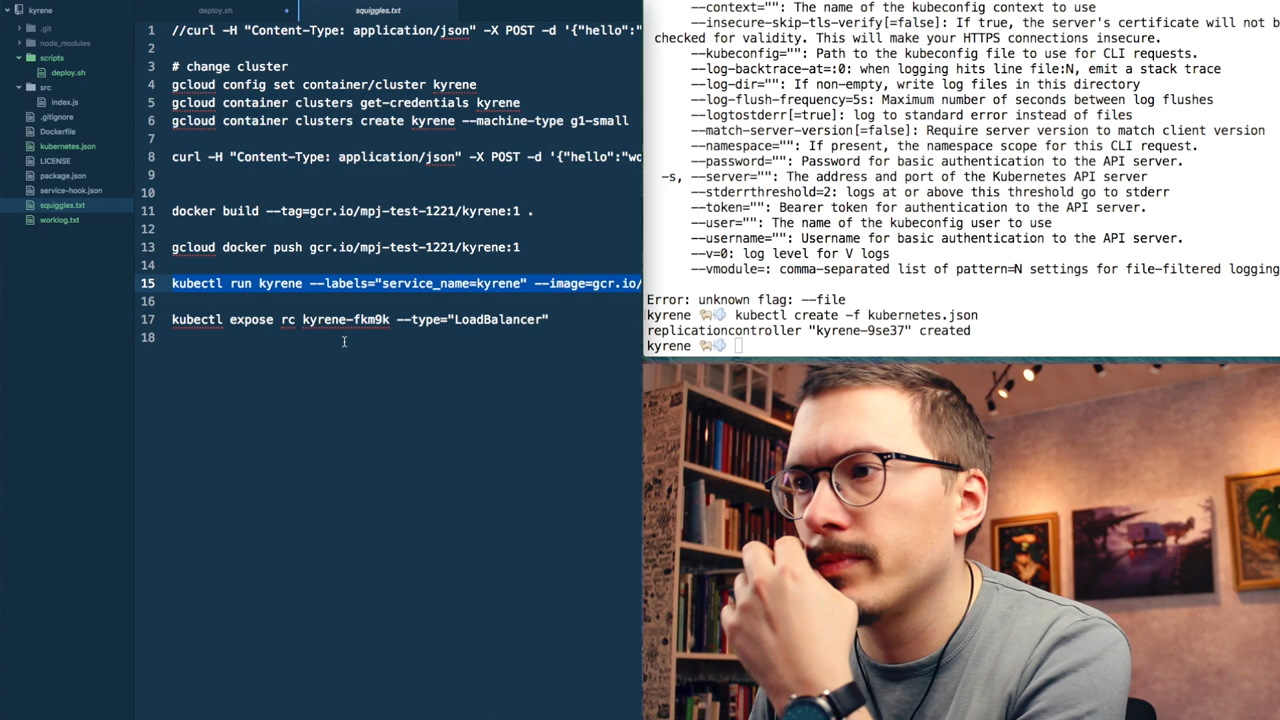 kyrene
.git
node_modules
scripts
deploy.sh
src
index.js
.gitignore
Dockerfile
kubernetes.json
LICENSE
package.json
service-hook.json
squiggles.txt
worklog.txt
deploy.sh
squiggles.txt
1 //curl -H "Content-Type: application/json" -X POST -d '{"hello":"
2
3 # change cluster
4 gcloud config set container/cluster kyrene
5 gcloud container clusters get-credentials kyrene
6 gcloud container clusters create kyrene --machine-type g1-small
7
8 curl -H "Content-Type: application/json" -X POST -d '{"hello":"wo
9
10
11 docker build --tag=gcr.io/mpj-test-1221/kyrene:1 .
12
13 gcloud docker push gcr.io/mpj-test-1221/kyrene:1
14
15 kubectl run kyrene --labels="service_name=kyrene" --image=gcr.io/
16
17 kubectl expose rc kyrene-fkm9k --type="LoadBalancer"
18
--context="": The name of the kubeconfig context to use
--insecure-skip-tls-verify[=false]: If true, the server's certificate will not b
checked for validity. This will make your HTTPS connections insecure.
--kubeconfig="": Path to the kubeconfig file to use for CLI requests.
--log-backtrace-at=:0: when logging hits line file:N, emit a stack trace
--log-dir="": If non-empty, write log files in this directory
--log-flush-frequency=5s: Maximum number of seconds between log flushes
--logtostderr[=true]: log to standard error instead of files
--match-server-version[=false]: Require server version to match client version
--namespace="": If present, the namespace scope for this CLI request.
--password="": Password for basic authentication to the API server.
-s, --server="": The address and port of the Kubernetes API server
--stderrthreshold=2: logs at or above this threshold go to stderr
--token="": Bearer token for authentication to the API server.
--user="": The name of the kubeconfig user to use
--username="": Username for basic authentication to the API server.
--v=0: log level for V logs
--vmodule=: comma-separated list of pattern=N settings for file-filtered logging
Error: unknown flag: --file
kyrene 🐑💨 kubectl create -f kubernetes.json
replicationcontroller "kyrene-9se37" created
kyrene 🐑💨